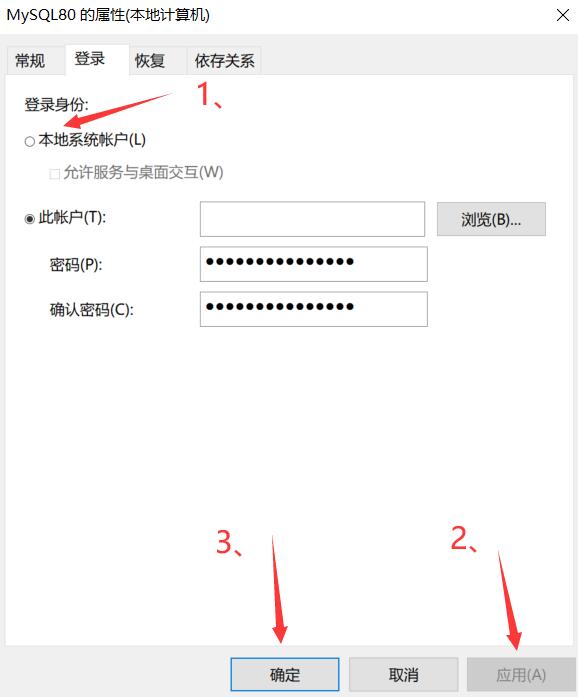 MySQL80 的属性(本地计算机)
常规 登录 恢复 依存关系
1、
登录身份:
本地系统帐户(L)
允许服务与桌面交互(W)
此帐户(T):
浏览(B)...
密码(P): ●●●●●●●●●●●●●●●
确认密码(C): ●●●●●●●●●●●●●●●
3、 2、
确定 取消 应用(A)